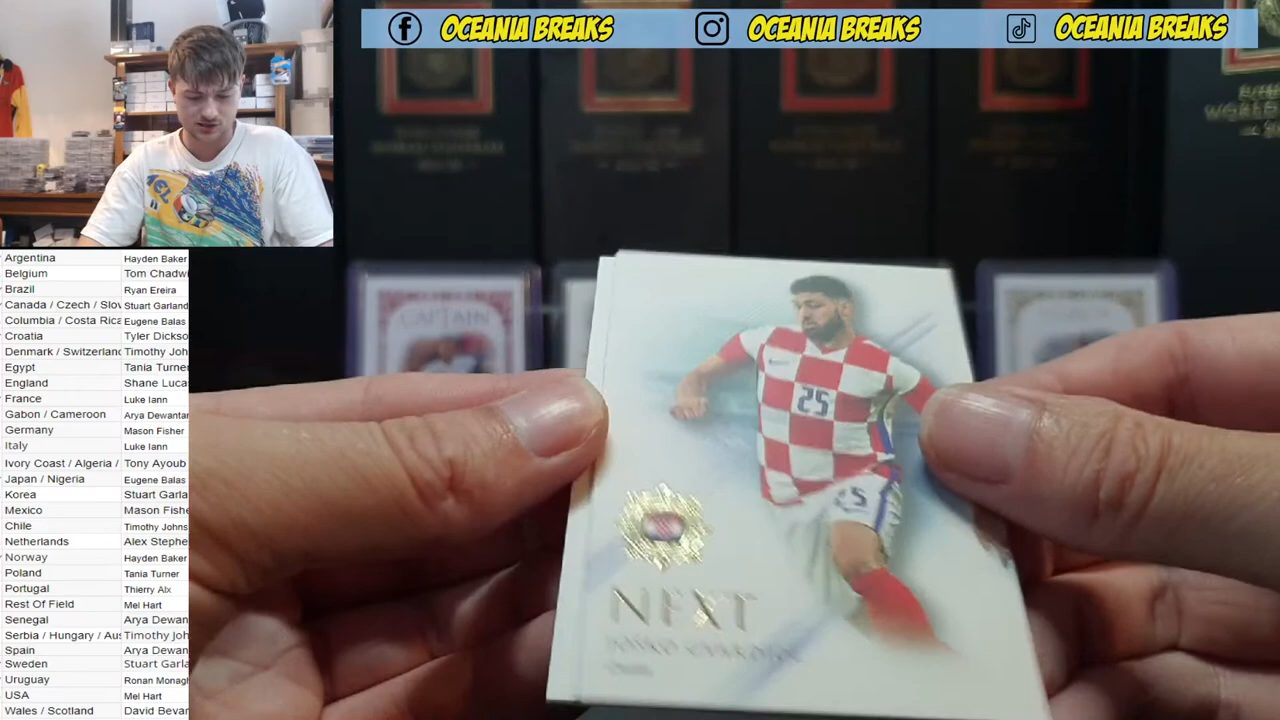 OCEANIA BREAKS OCEANIA BREAKS OCEANIA BREAKS
CAPTAIN
25
25
NEXT
Argentina Hayden Baker
Belgium Tom Chadwi
Brazil Ryan Ereira
Canada / Czech / Slov Stuart Garland
Columbia / Costa Rica Eugene Balas
Croatia Tyler Dickso
Denmark / Switzerland Timothy Joh
Egypt Tania Turner
England Shane Lucas
France Luke Iann
Gabon / Cameroon Arya Dewantar
Germany Mason Fisher
Italy Luke Iann
Ivory Coast / Algeria / Tony Ayoub
Japan / Nigeria Eugene Balas
Korea Stuart Garla
Mexico Mason Fishe
Chile Timothy Johns
Netherlands Alex Stephe
Norway Hayden Baker
Poland Tania Turner
Portugal Thierry Alx
Rest Of Field Mel Hart
Senegal Arya Dewan
Serbia / Hungary / Aus Timothy Joh
Spain Arya Dewan
Sweden Stuart Garla
Uruguay Ronan Monagh
USA Mel Hart
Wales / Scotland David Bevar